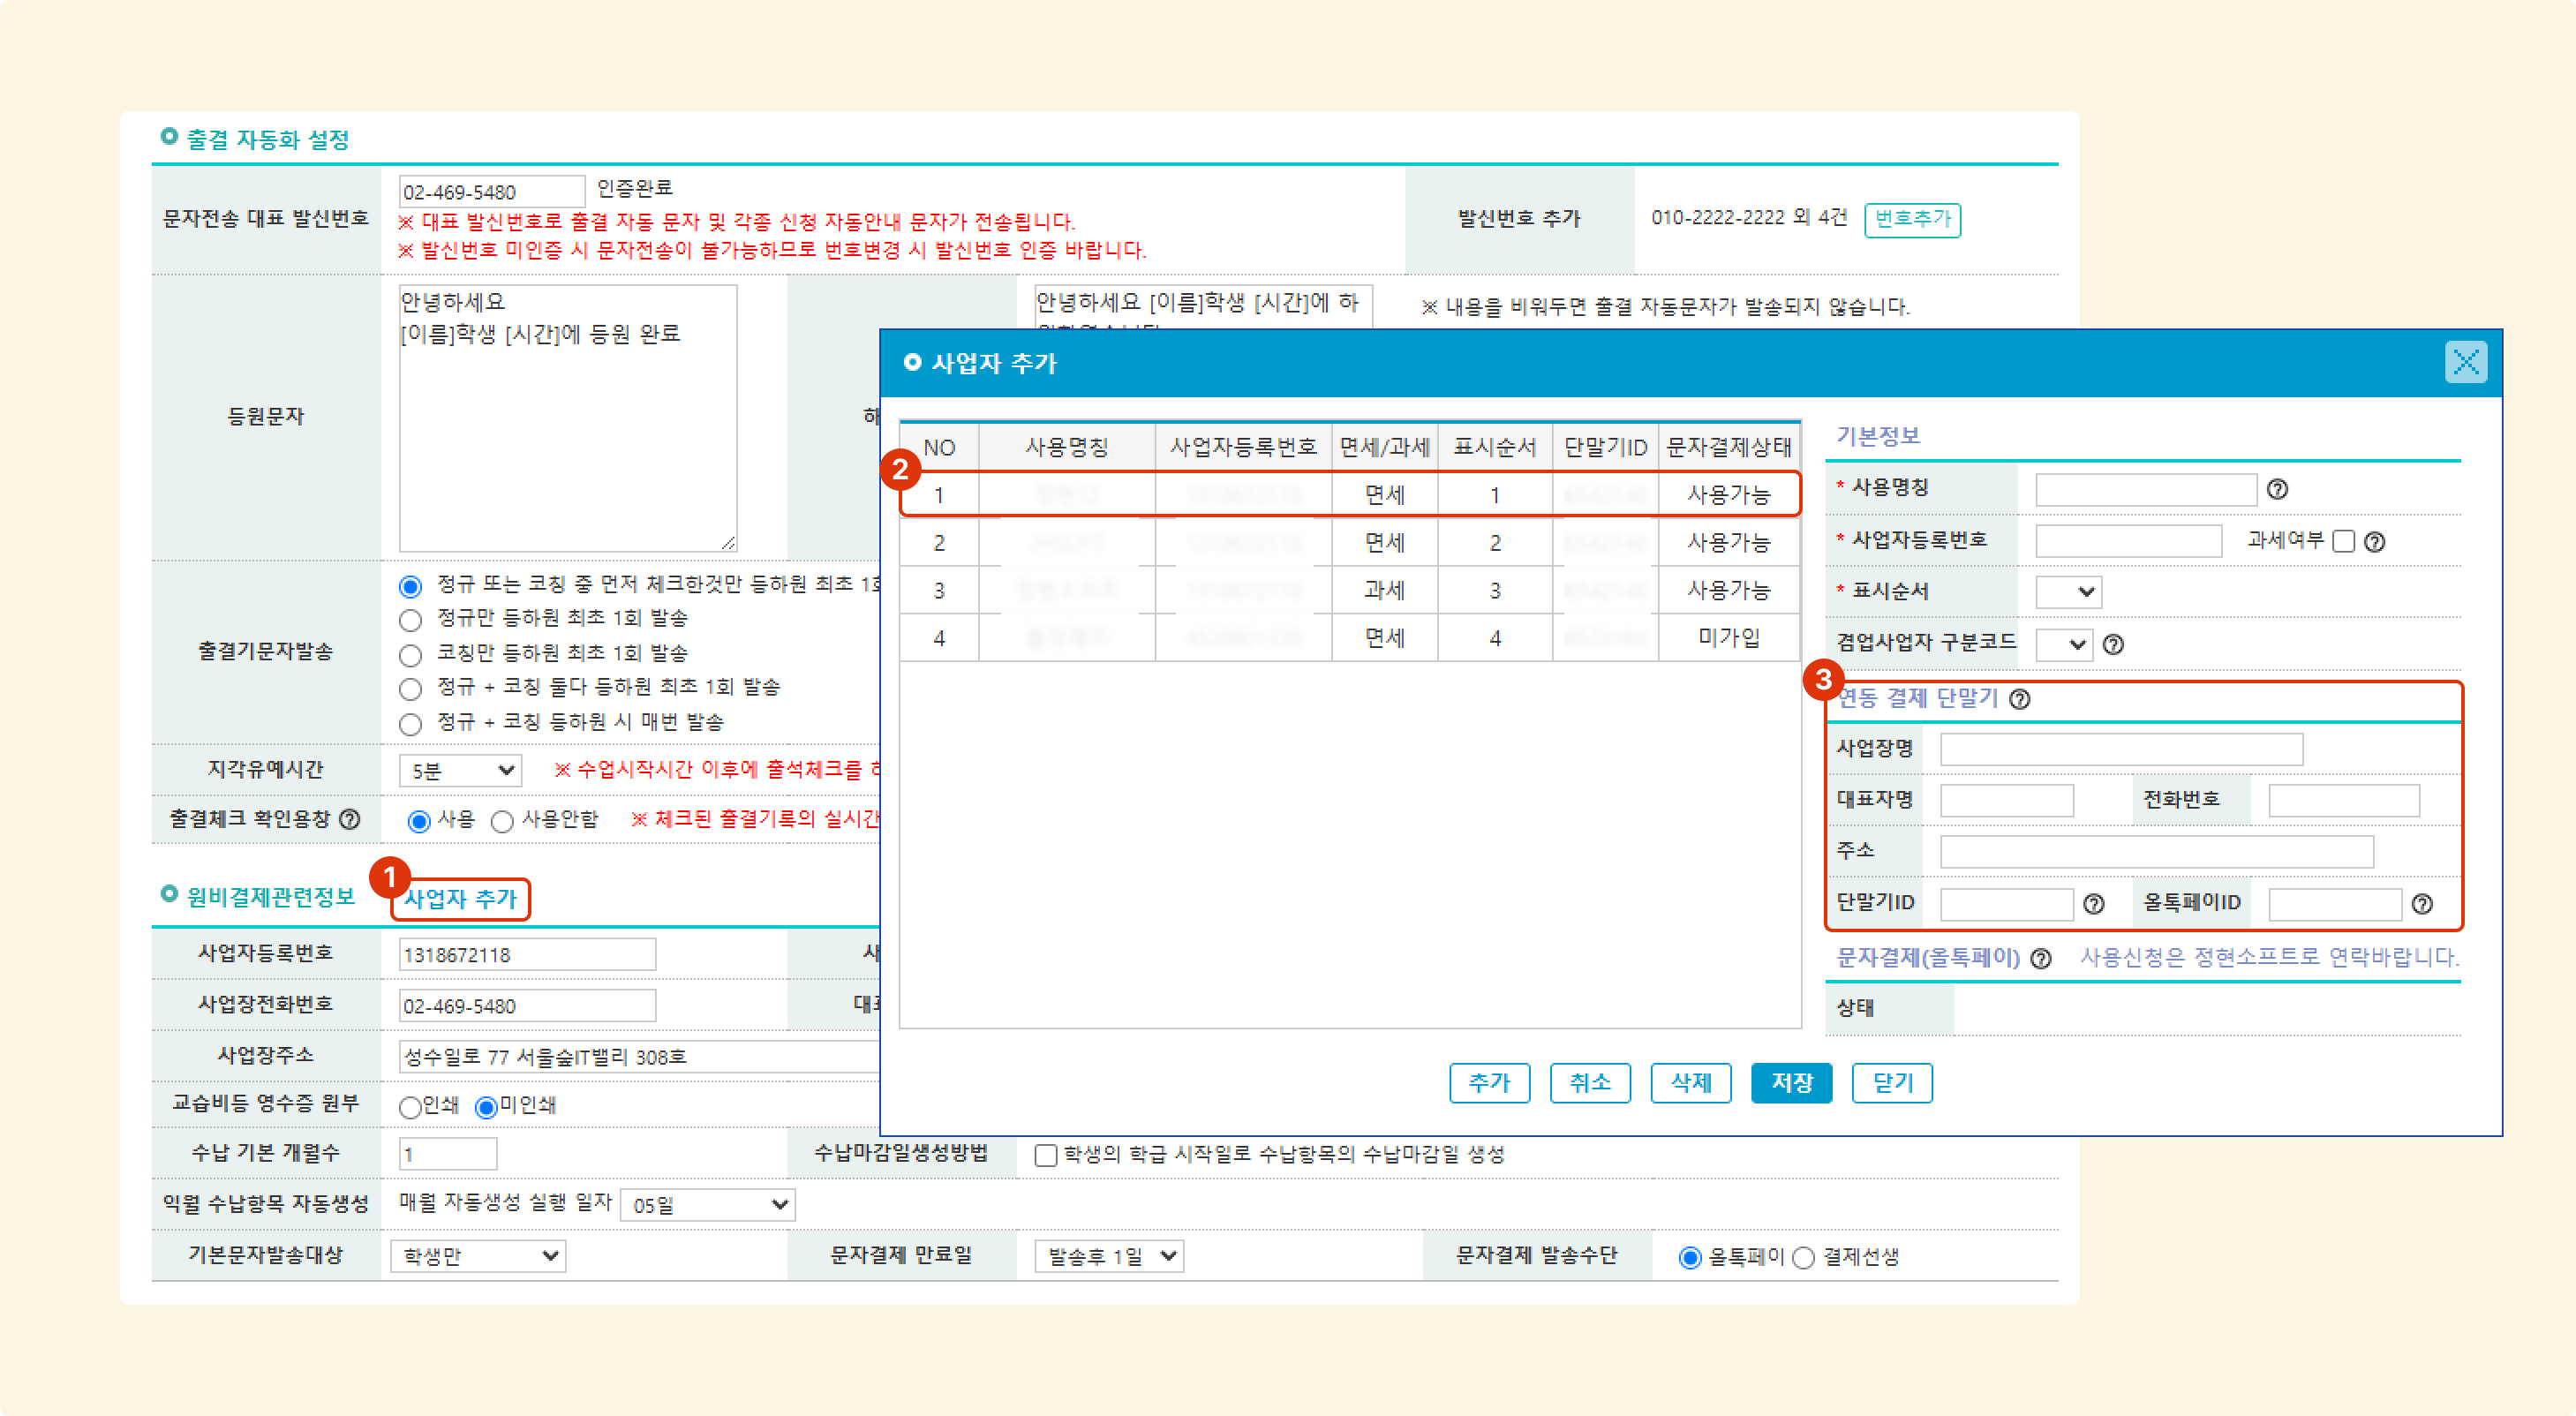 출결 자동화 설정
문자전송 대표 발신번호
02-469-5480 인증완료
※ 대표 발신번호로 출결 자동 문자 및 각종 신청 자동안내 문자가 전송됩니다.
※ 발신번호 미인증 시 문자전송이 불가능하므로 번호변경 시 발신번호 인증 바랍니다.
발신번호 추가
010-2222-2222 외 4건 번호추가
등원문자
안녕하세요
[이름]학생 [시간]에 등원 완료
하
안녕하세요 [이름]학생 [시간]에 하
※ 내용을 비워두면 출결 자동문자가 발송되지 않습니다.
출결기문자발송
정규 또는 코칭 중 먼저 체크한것만 등하원 최초 1회
정규만 등하원 최초 1회 발송
코칭만 등하원 최초 1회 발송
정규 + 코칭 둘다 등하원 최초 1회 발송
정규 + 코칭 등하원 시 매번 발송
지각유예시간 5분 ※ 수업시작시간 이후에 출석체크를 하
출결체크 확인용창 ? 사용 사용안함 ※ 체크된 출결기록의 실시간
원비결제관련정보 1 사업자 추가
사업자등록번호 1318672118 사
사업장전화번호 02-469-5480 대표
사업장주소 성수일로 77 서울숲IT밸리 308호
교습비등 영수증 원부 인쇄 미인쇄
수납 기본 개월수 1 수납마감일생성방법 학생의 학급 시작일로 수납항목의 수납마감일 생성
익월 수납항목 자동생성 매월 자동생성 실행 일자 05일
기본문자발송대상 학생만 문자결제 만료일 발송후 1일 문자결제 발송수단 올톡페이 결제선생
사업자 추가
NO 사용명칭 사업자등록번호 면세/과세 표시순서 단말기ID 문자결제상태
2
1 면세 1 사용가능
2 면세 2 사용가능
3 과세 3 사용가능
4 면세 4 미가입
기본정보
* 사용명칭 ?
* 사업자등록번호 과세여부 ?
* 표시순서
겸업사업자 구분코드 ?
3
연동 결제 단말기 ?
사업장명
대표자명 전화번호
주소
단말기ID ? 올톡페이ID ?
문자결제(올톡페이) ? 사용신청은 정현소프트로 연락바랍니다.
상태
추가 취소 삭제 저장 닫기